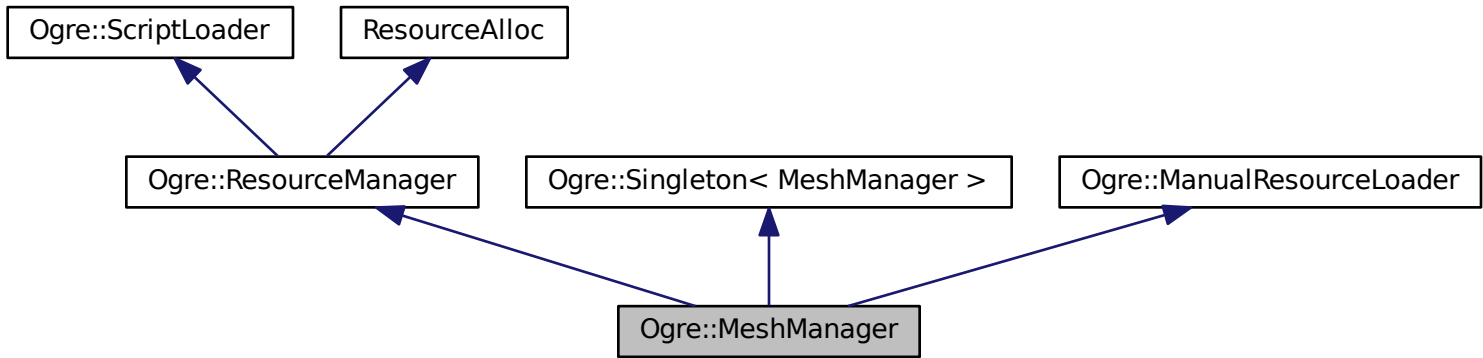 Ogre::ScriptLoader
ResourceAlloc
Ogre::ResourceManager
Ogre::Singleton< MeshManager >
Ogre::ManualResourceLoader
Ogre::MeshManager